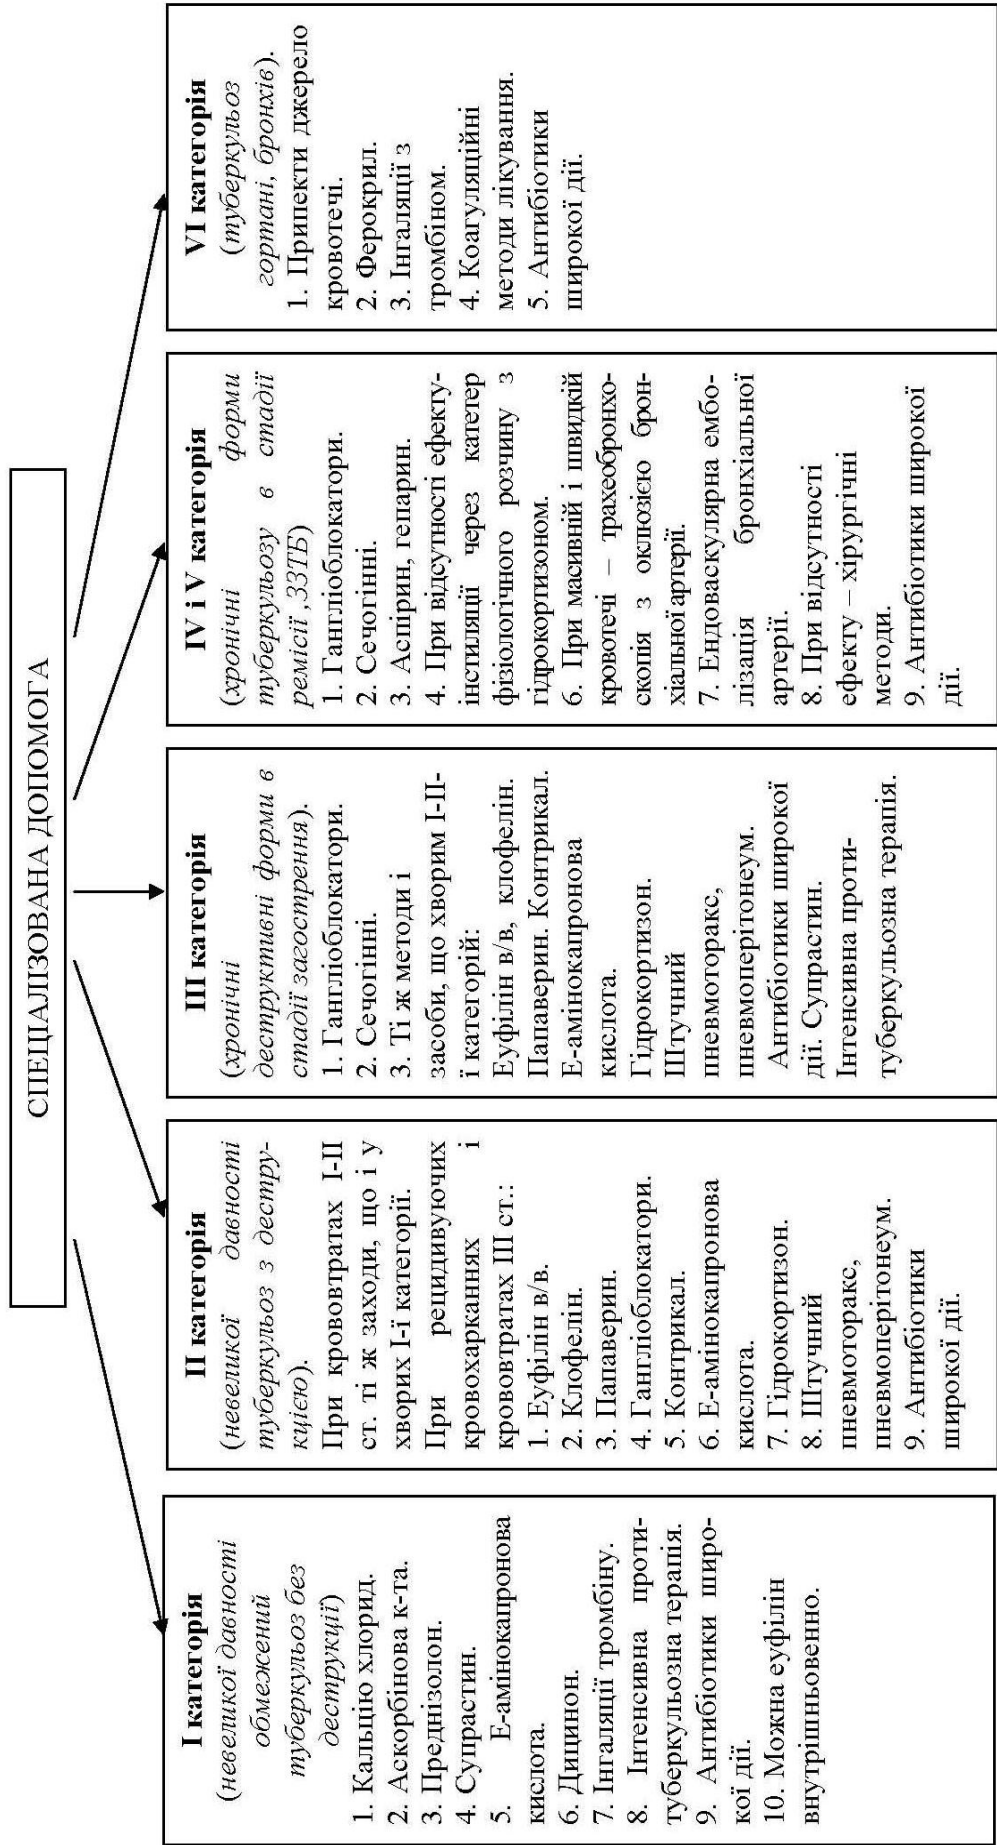 СПЕЦІАЛІЗОВАНА ДОПОМОГА
І категорія
(невеликої давності
обмежений
туберкульоз без
деструкції)
1. Кальцію хлорид.
2. Аскорбінова к-та.
3. Преднізолон.
4. Супрастин.
5. Е-амінокапронова
кислота.
6. Дицинон.
7. Інгаляції тромбіну.
8. Інтенсивна проти-
туберкульозна терапія.
9. Антибіотики широ-
кої дії.
10. Можна еуфілін
внутрішньовенно.
ІІ категорія
(невеликої давності
туберкульоз з дестру-
кцією).
При крововтратах І-ІІ
ст. ті ж заходи, що і у
хворих І-ї категорії.
При рецидивуючих
кровохарканнях і
крововтратах ІІІ ст.:
1. Еуфілін в/в.
2. Клофелін.
3. Папаверин.
4. Гангліоблокатори.
5. Контрикал.
6. Е-амінокапронова
кислота.
7. Гідрокортизон.
8. Штучний
пневмоторакс,
пневмоперітонеум.
9. Антибіотики
широкої дії.
ІІІ категорія
(хронічні
деструктивні форми в
стадії загострення).
1. Гангліоблокатори.
2. Сечогінні.
3. Ті ж методи і
засоби, що хворим І-ІІ-
ї категорій:
Еуфілін в/в, клофелін.
Папаверин. Контрикал.
Е-амінокапронова
кислота.
Гідрокортизон.
Штучний
пневмоторакс,
пневмоперітонеум.
Антибіотики широкої
дії. Супрастин.
Інтенсивна проти-
туберкульозна терапія.
IV і V категорія
(хронічні форми
туберкульозу в стадії
ремісії ,ЗЗТБ)
1. Гангліоблокатори.
2. Сечогінні.
3. Аспірин, гепарин.
4. При відсутності ефекту-
інстиляції через катетер
фізіологічного розчину з
гідрокортизоном.
6. При масивній і швидкій
кровотечі – трахеобронхо-
скопія з оклюзією брон-
хіальної артерії.
7. Ендоваскулярна ембо-
лізація бронхіальної
артерії.
8. При відсутності
ефекту – хірургічні
методи.
9. Антибіотики широкої
дії.
VI категорія
(туберкульоз
гортані, бронхів).
1. Припекти джерело
кровотечі.
2. Ферокрил.
3. Інгаляції з
тромбіном.
4. Коагуляційні
методи лікування.
5. Антибіотики
широкої дії.